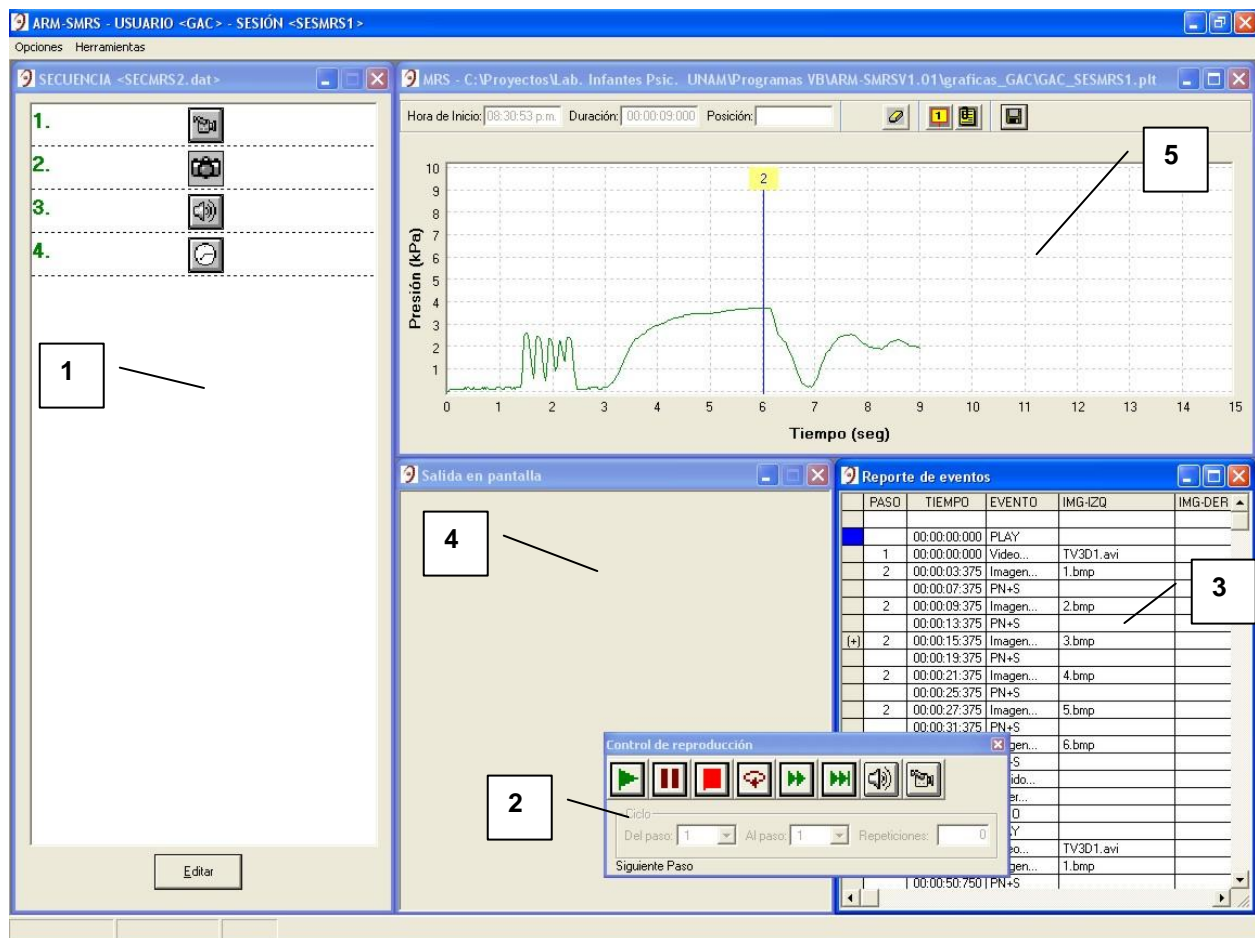 ARM-SMRS - USUARIO <GAC> - SESIÓN <SESMRS1>
Opciones Herramientas
SECUENCIA <SECMRS2.dat>
1.
2.
3.
4.
1
Editar
MRS - C:\Proyectos\Lab. Infantes Psic. UNAM\Programas VB\ARM-SMRSV1.01\graficas_GAC\GAC_SESMRS1.plt
Hora de Inicio: 08:30:53 p.m. Duración: 00:00:09:000 Posición:
1
5
2
10
9
8
7
6
5
4
3
2
1
Presión (kPa)
0 1 2 3 4 5 6 7 8 9 10 11 12 13 14 15
Tiempo (seg)
Salida en pantalla
4
Reporte de eventos
PASO TIEMPO EVENTO IMG-IZQ IMG-DER
00:00:00:000 PLAY
1 00:00:00:000 Video... TV3D1.avi
2 00:00:03:375 Imagen... 1.bmp
00:00:07:375 PN+S
2 00:00:09:375 Imagen... 2.bmp
00:00:13:375 PN+S
(+) 2 00:00:15:375 Imagen... 3.bmp
00:00:19:375 PN+S
2 00:00:21:375 Imagen... 4.bmp
00:00:25:375 PN+S
2 00:00:27:375 Imagen... 5.bmp
00:00:31:375 PN+S
gen... 6.bmp
+S
ido...
er...
O
Y
eo... TV3D1.avi
gen... 1.bmp
00:00:50:750 PN+S
3
Control de reproducción
2
Ciclo
Del paso: 1 Al paso: 1 Repeticiones: 0
Siguiente Paso